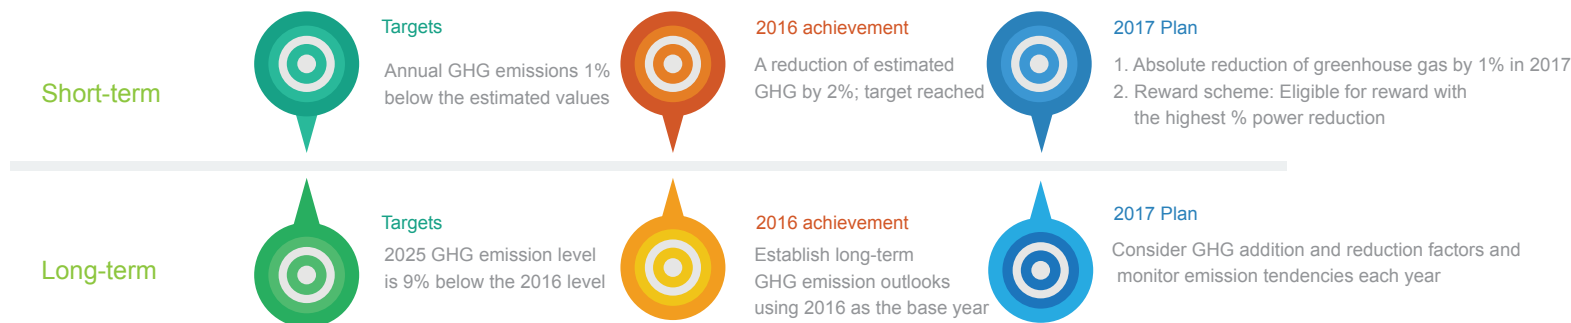 Short-term
Targets
Annual GHG emissions 1%
below the estimated values
2016 achievement
A reduction of estimated
GHG by 2%; target reached
2017 Plan
1. Absolute reduction of greenhouse gas by 1% in 2017
2. Reward scheme: Eligible for reward with
the highest % power reduction
Long-term
Targets
2025 GHG emission level
is 9% below the 2016 level
2016 achievement
Establish long-term
GHG emission outlooks
using 2016 as the base year
2017 Plan
Consider GHG addition and reduction factors and
monitor emission tendencies each year